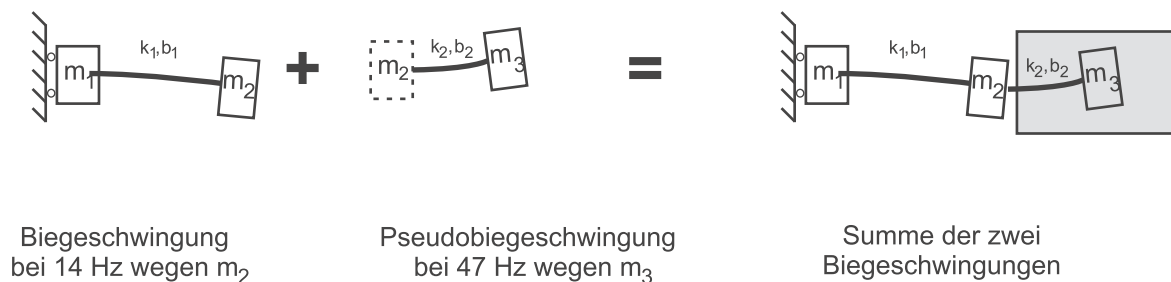 k₁,b₁
m₁
m₂
+
k₂,b₂
m₂
m₃
=
k₁,b₁
m₁
m₂
k₂,b₂
m₃
Biegeschwingung
bei 14 Hz wegen m₂
Pseudobiegeschwingung
bei 47 Hz wegen m₃
Summe der zwei
Biegeschwingungen